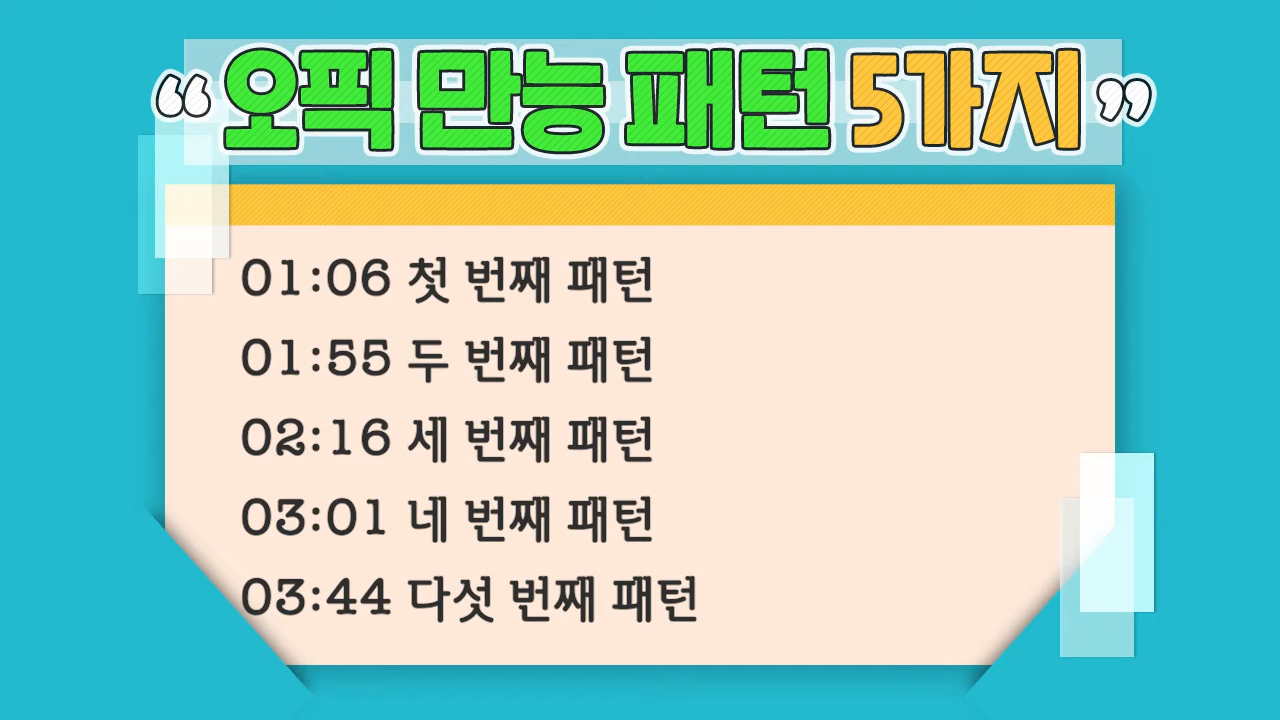 “오픽 만능 패턴 5가지”
01:06 첫 번째 패턴
01:55 두 번째 패턴
02:16 세 번째 패턴
03:01 네 번째 패턴
03:44 다섯 번째 패턴